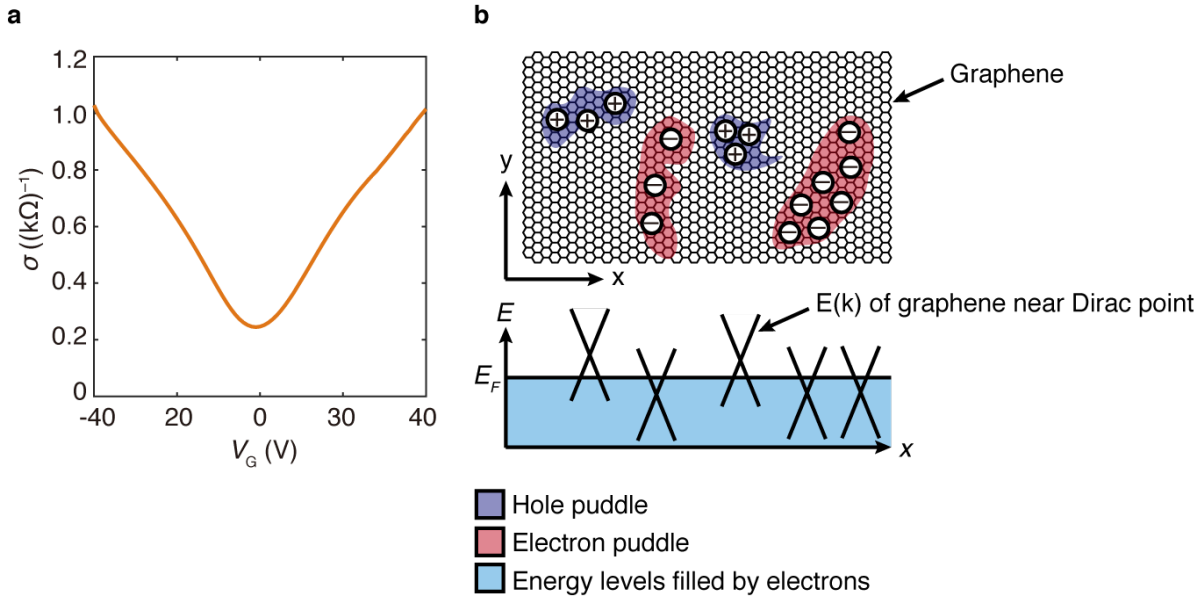 a
1.2
1.0
0.8
0.6
0.4
0.2
0
σ ((kΩ)⁻¹)
-40 20 0 30 40
V_G (V)
b
Graphene
y
x
+ + + + + +
− − − − − − − − −
E(k) of graphene near Dirac point
E
E_F
x
Hole puddle
Electron puddle
Energy levels filled by electrons